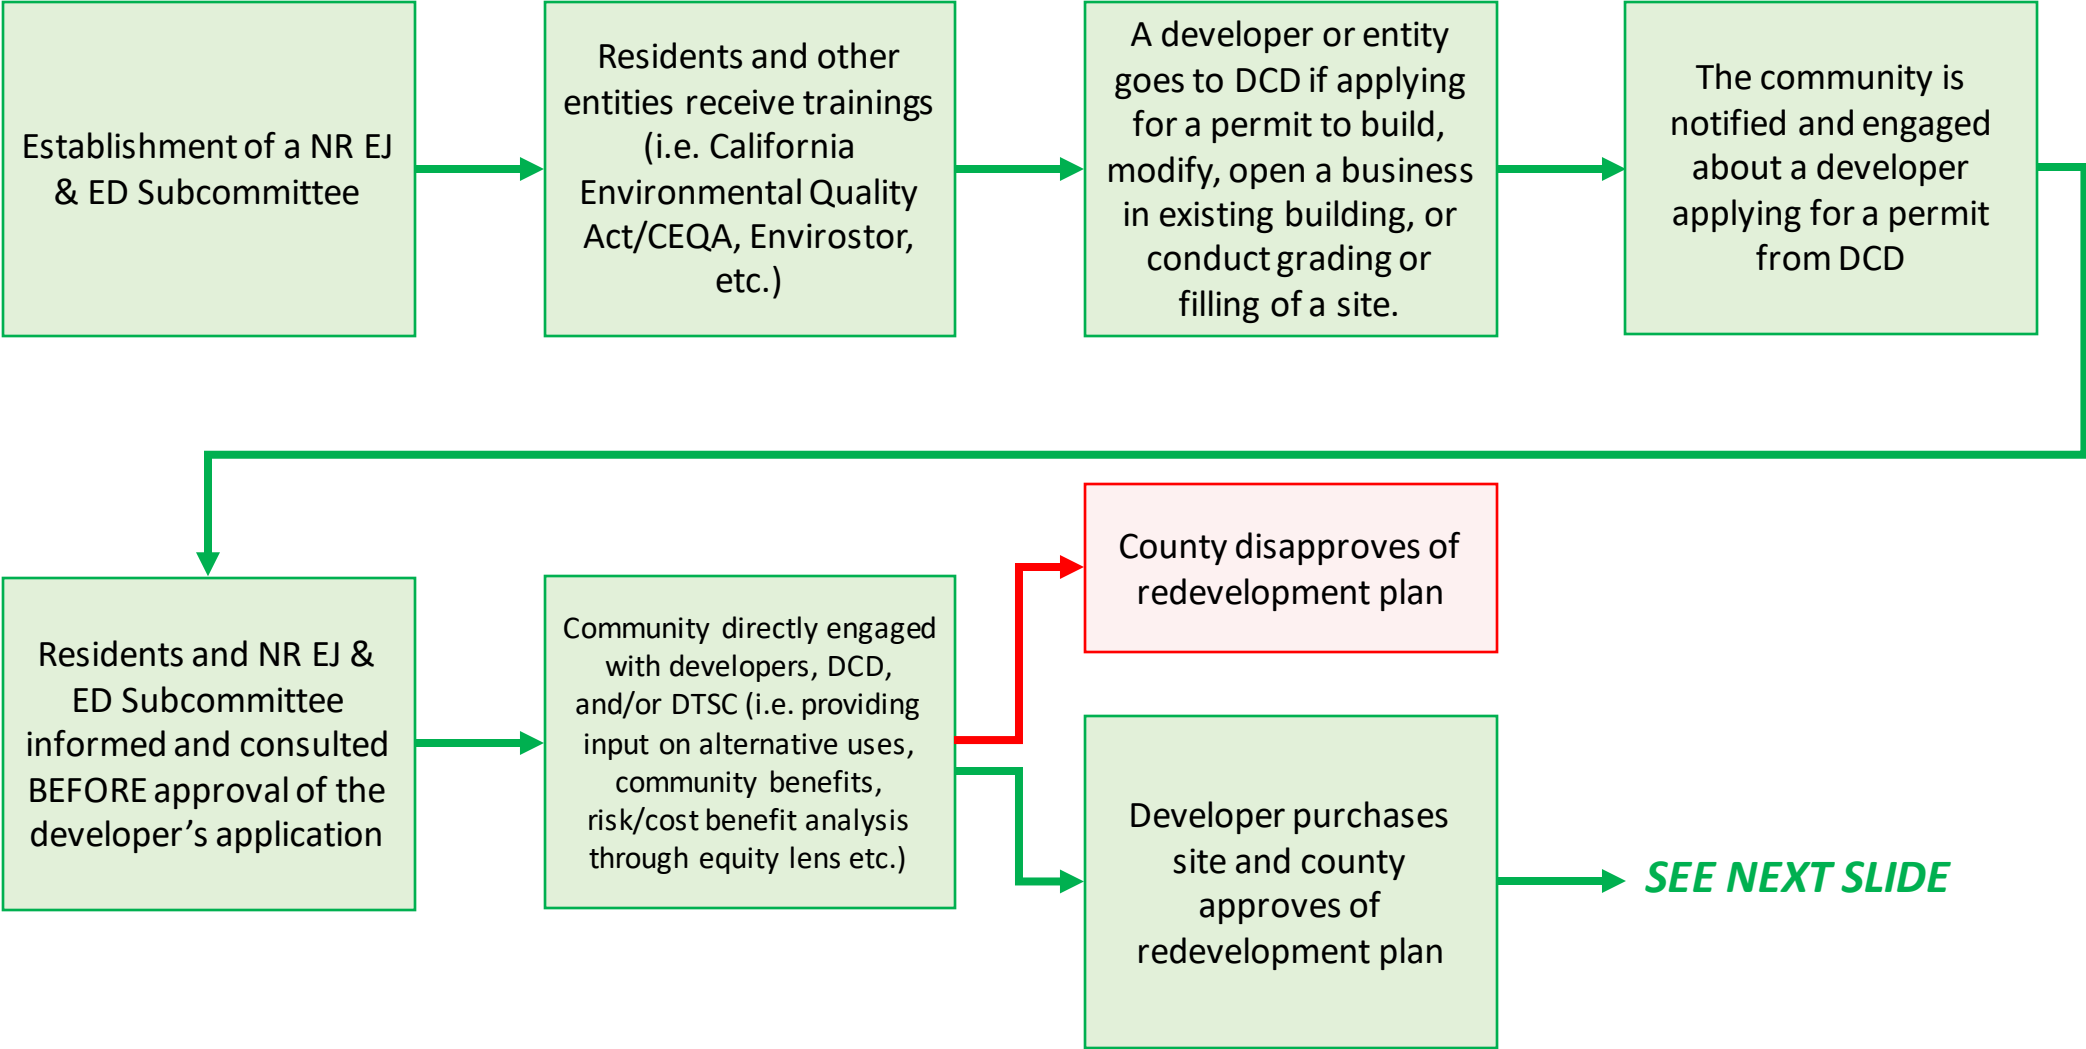 Establishment of a NR EJ
& ED Subcommittee
Residents and other
entities receive trainings
(i.e. California
Environmental Quality
Act/CEQA, Envirostor,
etc.)
A developer or entity
goes to DCD if applying
for a permit to build,
modify, open a business
in existing building, or
conduct grading or
filling of a site.
The community is
notified and engaged
about a developer
applying for a permit
from DCD
Residents and NR EJ &
ED Subcommittee
informed and consulted
BEFORE approval of the
developer’s application
Community directly engaged
with developers, DCD,
and/or DTSC (i.e. providing
input on alternative uses,
community benefits,
risk/cost benefit analysis
through equity lens etc.)
County disapproves of
redevelopment plan
Developer purchases
site and county
approves of
redevelopment plan
SEE NEXT SLIDE